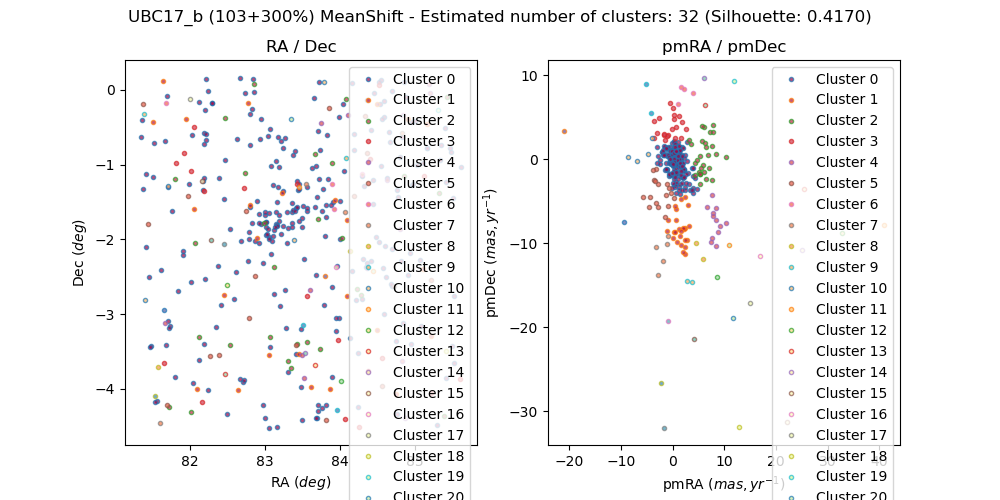 UBC17_b (103+300%) MeanShift - Estimated number of clusters: 32 (Silhouette: 0.4170)
RA / Dec
0
−1
−2
−3
−4
Dec (deg)
82
83
84
85
RA (deg)
Cluster 0
Cluster 1
Cluster 2
Cluster 3
Cluster 4
Cluster 5
Cluster 6
Cluster 7
Cluster 8
Cluster 9
Cluster 10
Cluster 11
Cluster 12
Cluster 13
Cluster 14
Cluster 15
Cluster 16
Cluster 17
Cluster 18
Cluster 19
Cluster 20
pmRA / pmDec
10
0
−10
−20
−30
pmDec (mas, yr⁻¹)
−20
−10
0
10
20
30
40
pmRA (mas, yr⁻¹)
Cluster 0
Cluster 1
Cluster 2
Cluster 3
Cluster 4
Cluster 5
Cluster 6
Cluster 7
Cluster 8
Cluster 9
Cluster 10
Cluster 11
Cluster 12
Cluster 13
Cluster 14
Cluster 15
Cluster 16
Cluster 17
Cluster 18
Cluster 19
Cluster 20